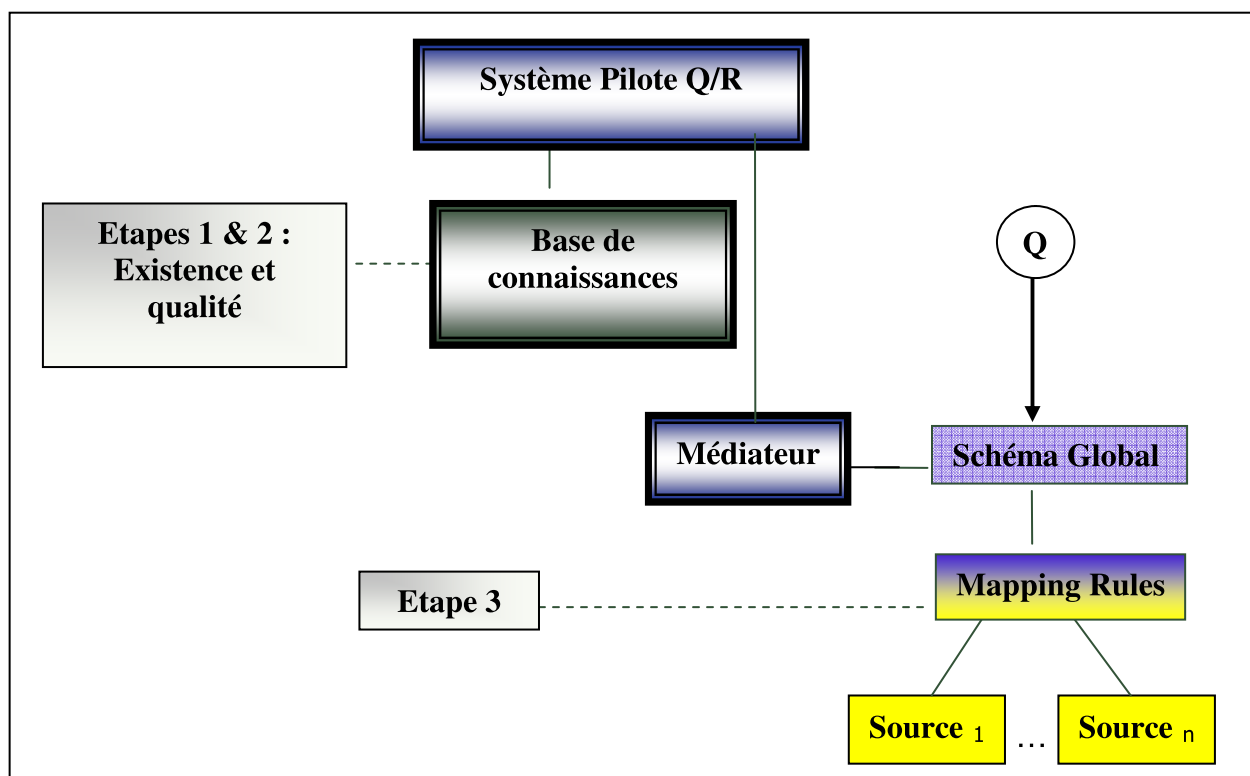 Système Pilote Q/R
Etapes 1 & 2 :
Existence et
qualité
Base de
connaissances
Q
Médiateur
Schéma Global
Etape 3
Mapping Rules
Source 1
...
Source n